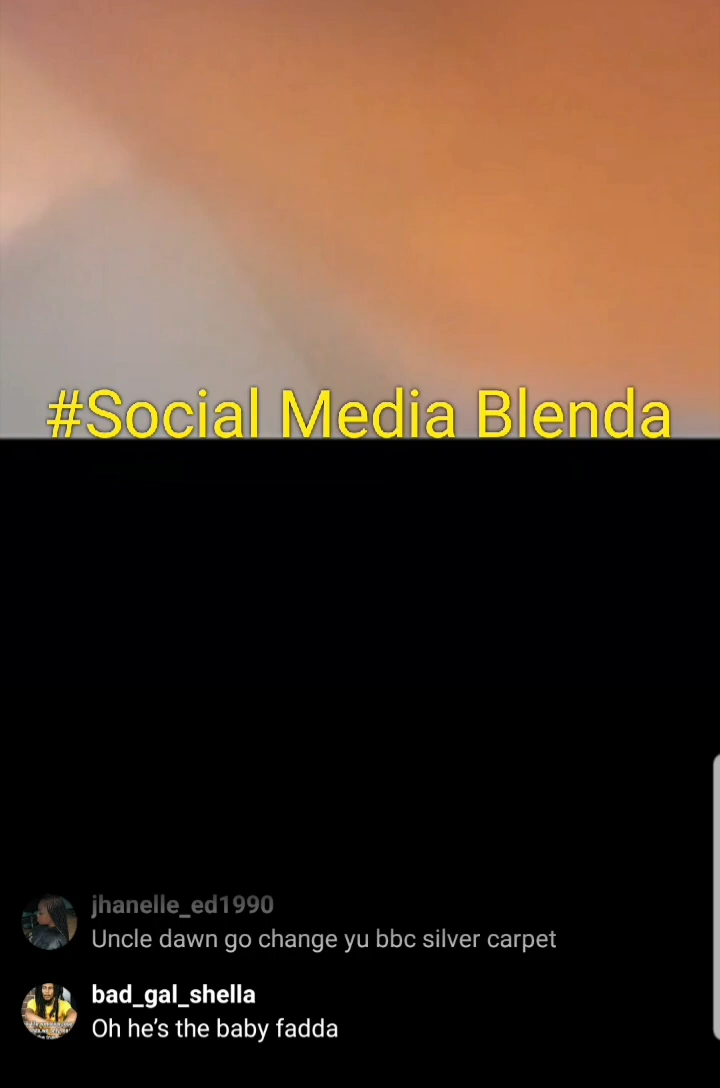 #Social Media Blenda
jhanelle_ed1990
Uncle dawn go change yu bbc silver carpet
bad_gal_shella
Oh he's the baby fadda